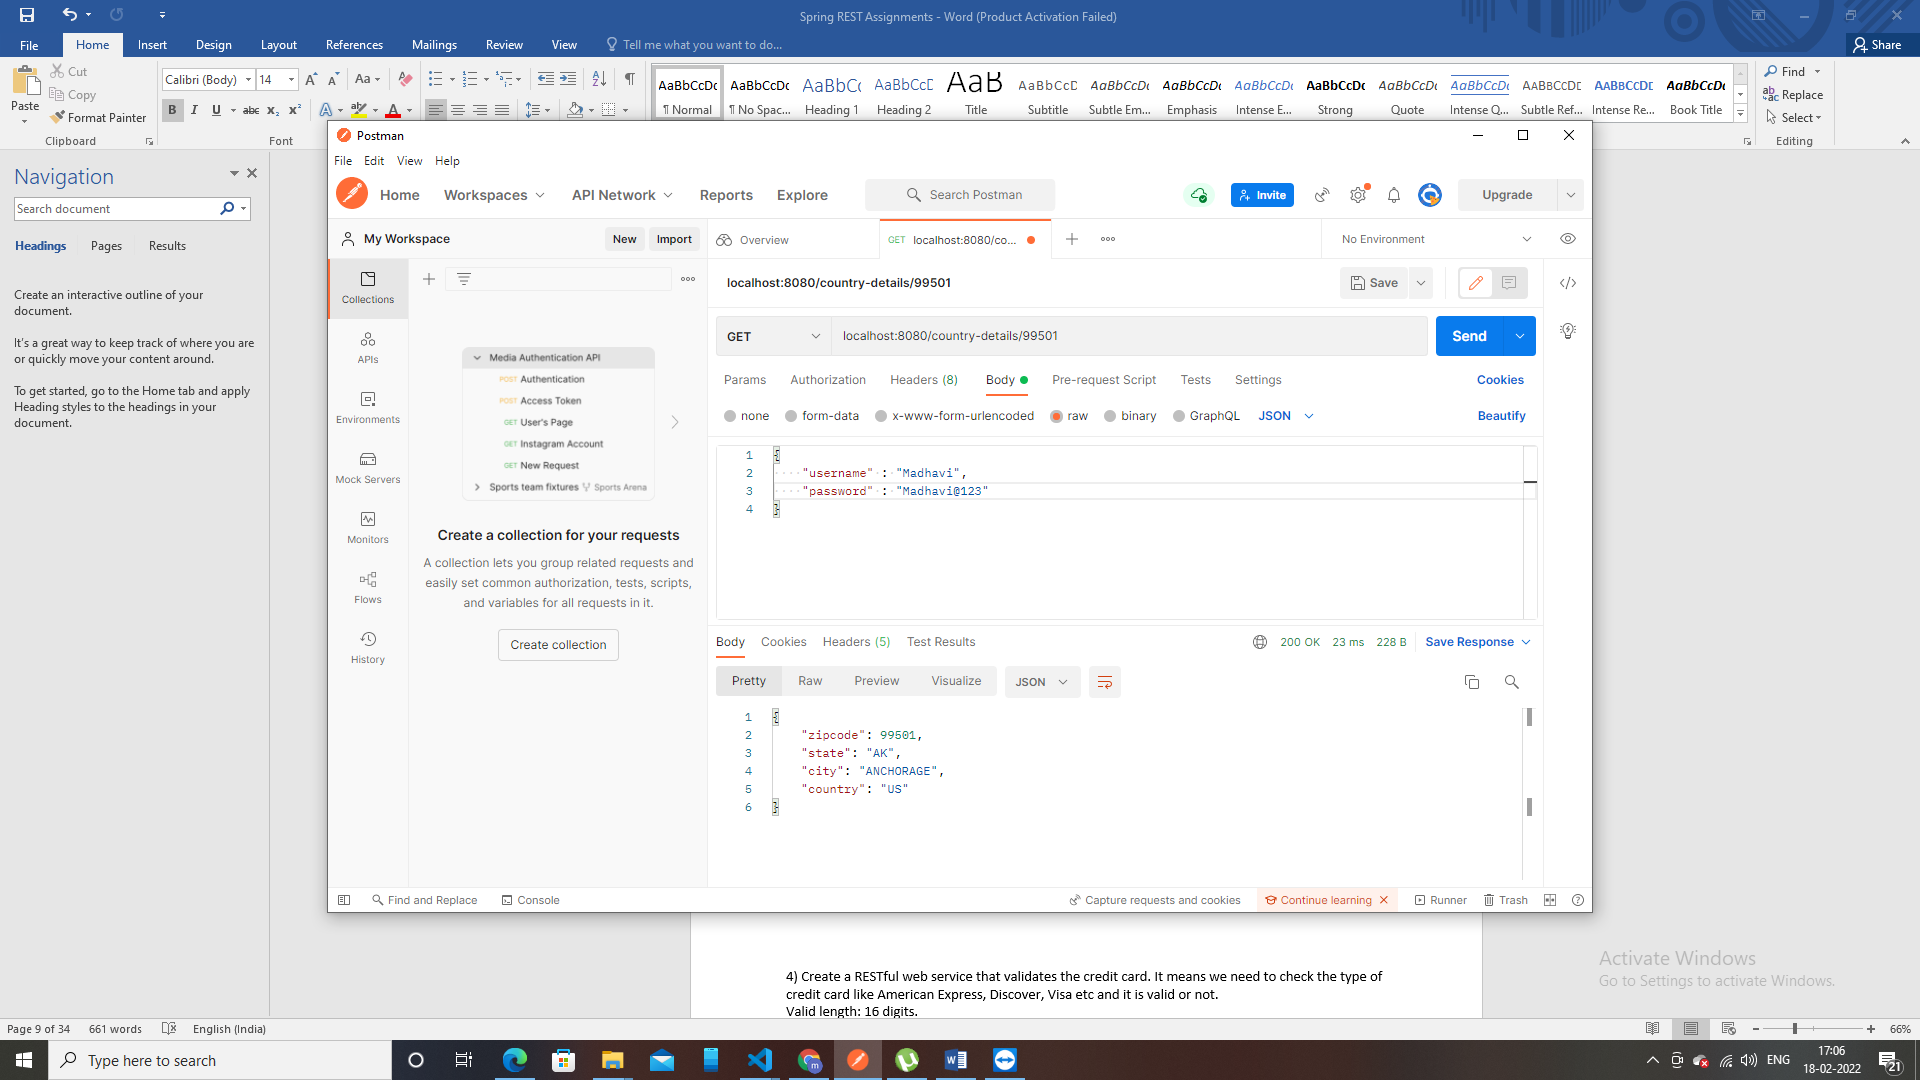 Spring REST Assignments - Word (Product Activation Failed)
File Home Insert Design Layout References Mailings Review View Tell me what you want to do... Share
Paste Cut Copy Format Painter Clipboard
Calibri (Body) 14 Aa
B I U abc x₂ x² A A Font
AaBbCcDc AaBbCcDc AaBbCc AaBbCcD AaB AaBbCcD AaBbCcDc AaBbCcDc AaBbCcDc AaBbCcDc AaBbCcDc AaBbCcDc AABBCCDD AABBCCDE AaBbCcDc
¶ Normal ¶ No Spac... Heading 1 Heading 2 Title Subtitle Subtle Em... Emphasis Intense E... Strong Quote Intense Q... Subtle Ref... Intense Re... Book Title
Find Replace Select Editing
Navigation
Search document
Headings Pages Results
Create an interactive outline of your
document.
It's a great way to keep track of where you are
or quickly move your content around.
To get started, go to the Home tab and apply
Heading styles to the headings in your
document.
Postman
File Edit View Help
Home Workspaces API Network Reports Explore Search Postman Invite Upgrade
My Workspace New Import Overview GET localhost:8080/co... No Environment
Collections
APIs
Environments
Mock Servers
Monitors
Flows
History
Media Authentication API
POST Authentication
POST Access Token
GET User's Page
GET Instagram Account
GET New Request
Sports team fixtures Sports Arena
Create a collection for your requests
A collection lets you group related requests and
easily set common authorization, tests, scripts,
and variables for all requests in it.
Create collection
localhost:8080/country-details/99501 Save
GET localhost:8080/country-details/99501 Send
Params Authorization Headers (8) Body Pre-request Script Tests Settings Cookies
none form-data x-www-form-urlencoded raw binary GraphQL JSON Beautify
1 {
2 "username" : "Madhavi",
3 "password" : "Madhavi@123"
4 }
Body Cookies Headers (5) Test Results 200 OK 23 ms 228 B Save Response
Pretty Raw Preview Visualize JSON
1 {
2 "zipcode": 99501,
3 "state": "AK",
4 "city": "ANCHORAGE",
5 "country": "US"
6 }
Find and Replace Console Capture requests and cookies Continue learning Runner Trash
4) Create a RESTful web service that validates the credit card. It means we need to check the type of
credit card like American Express, Discover, Visa etc and it is valid or not.
Valid length: 16 digits.
Activate Windows
Go to Settings to activate Windows.
Page 9 of 34 661 words English (India) 66%
Type here to search ENG 17:06
18-02-2022 21